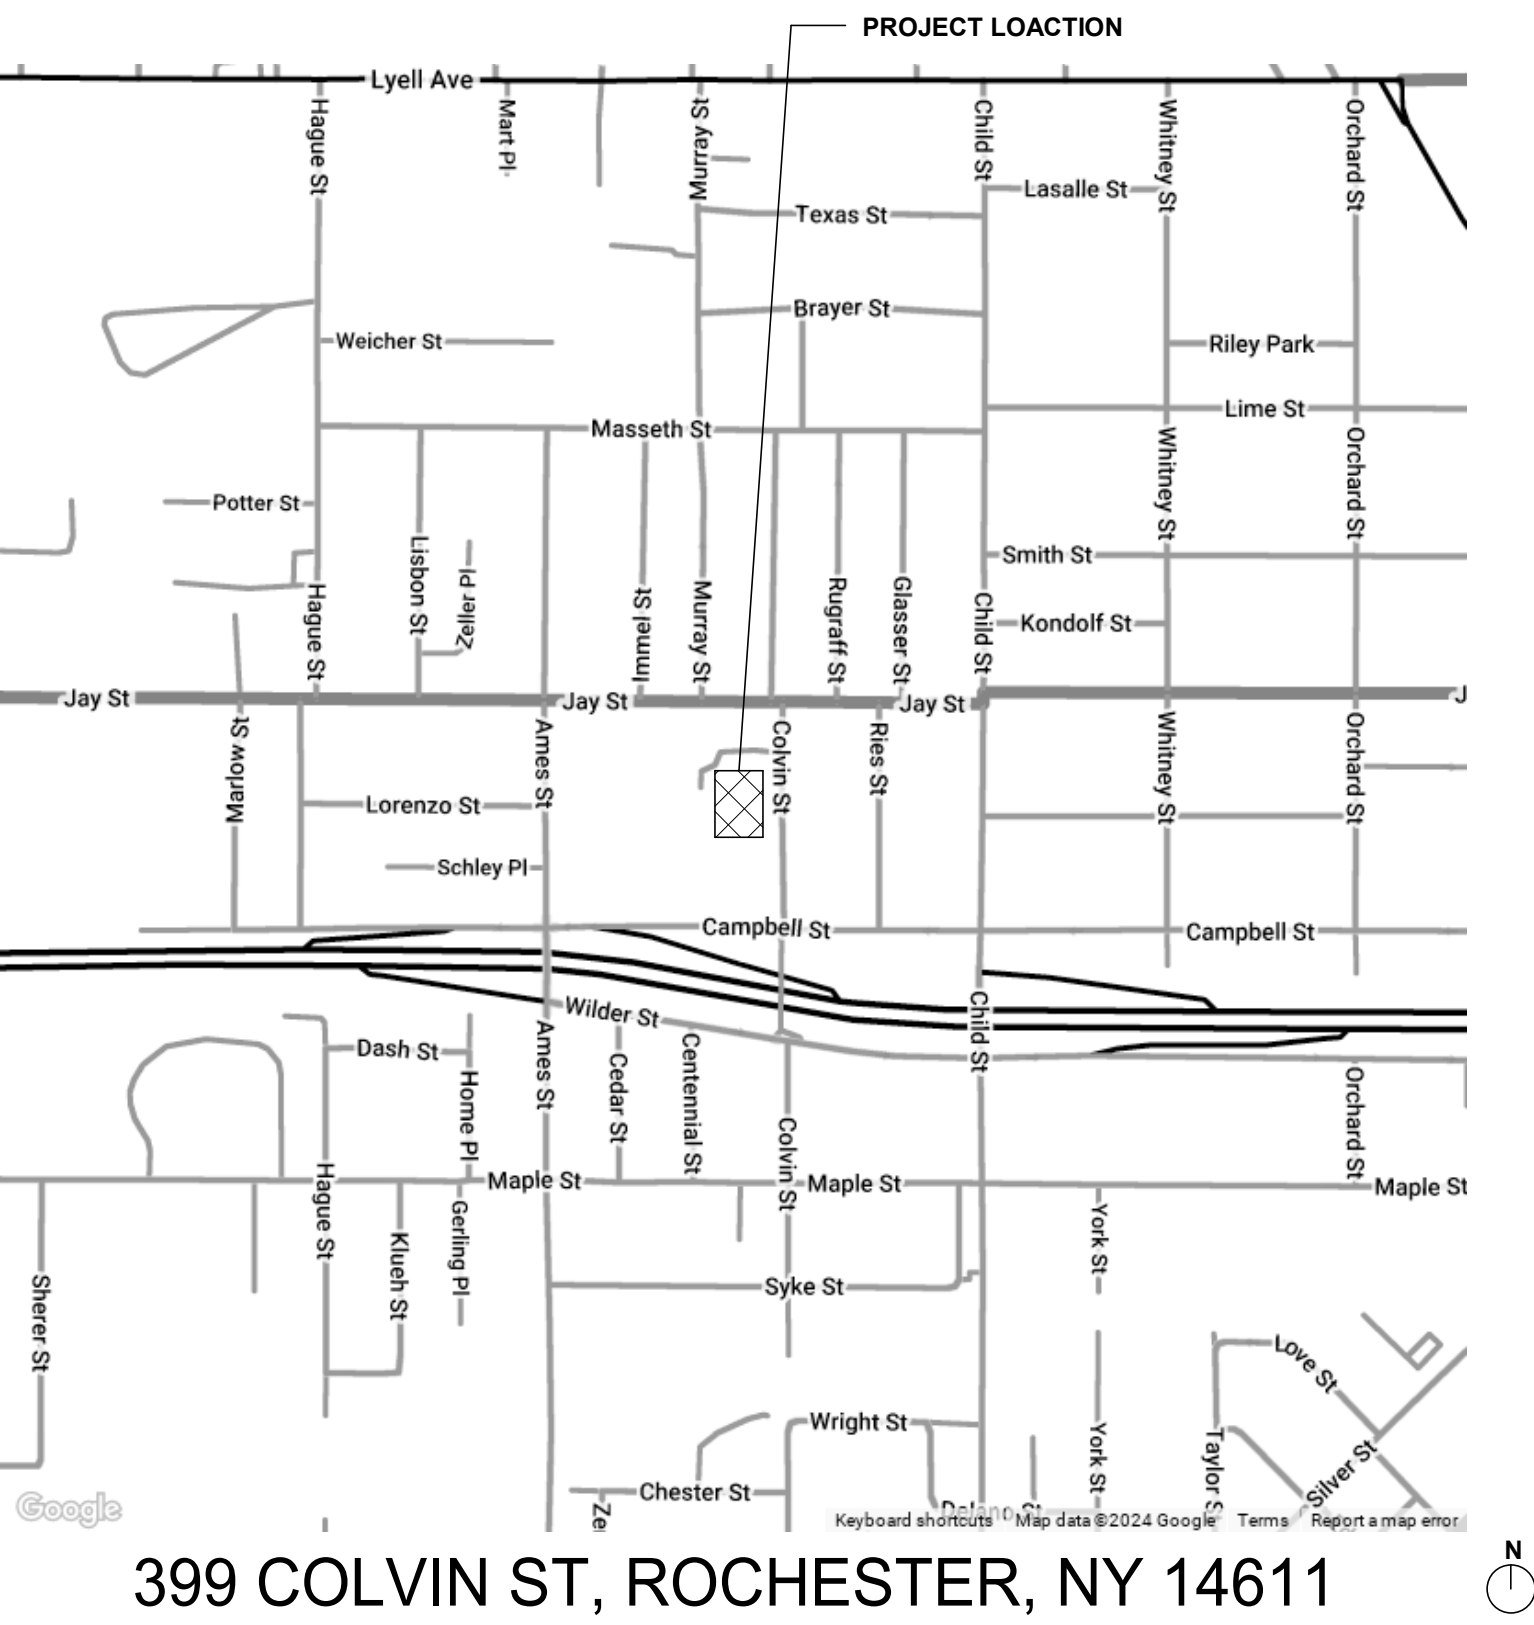 PROJECT LOACTION
Lyell Ave
Hague St
Mart Pl
Murray St
Child St
Whitney St
Orchard St
Lasalle St
Texas St
Brayer St
Weicher St
Riley Park
Lime St
Masseth St
Whitney St
Orchard St
Potter St
Lisbon St
Zeller Pl
Smith St
Hague St
Immel St
Murray St
Rugraff St
Glasser St
Child St
Kondolf St
Jay St
Jay St
Jay St
J
Marlow St
Ames St
Colvin St
Ries St
Whitney St
Orchard St
Lorenzo St
Schley Pl
Campbell St
Campbell St
Wilder St
Child St
Dash St
Home Pl
Ames St
Cedar St
Centennial St
Colvin St
Orchard St
Maple St
Maple St
Maple St
Hague St
Klueh St
Gerling Pl
York St
Sherer St
Syke St
Love St
Wright St
York St
Taylor S
Silver St
Chester St
Ze
Delano St
Google
Keyboard shortcuts Map data ©2024 Google Terms Report a map error
399 COLVIN ST, ROCHESTER, NY 14611
N